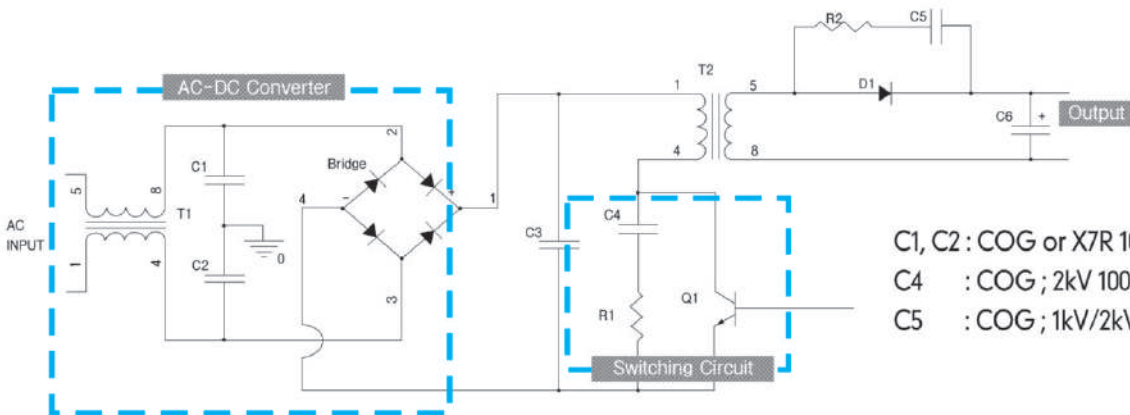 AC-DC Converter
AC
INPUT
5
1
8
4
T1
C1
C2
0
Bridge
2
4
-
+
1
3
C3
1
4
T2
5
8
R2
C5
D1
C6
+
Output
C4
R1
Q1
Switching Circuit
C1, C2 : COG or X7R
C4 : COG ; 2kV
C5 : COG ; 1kV/2kV